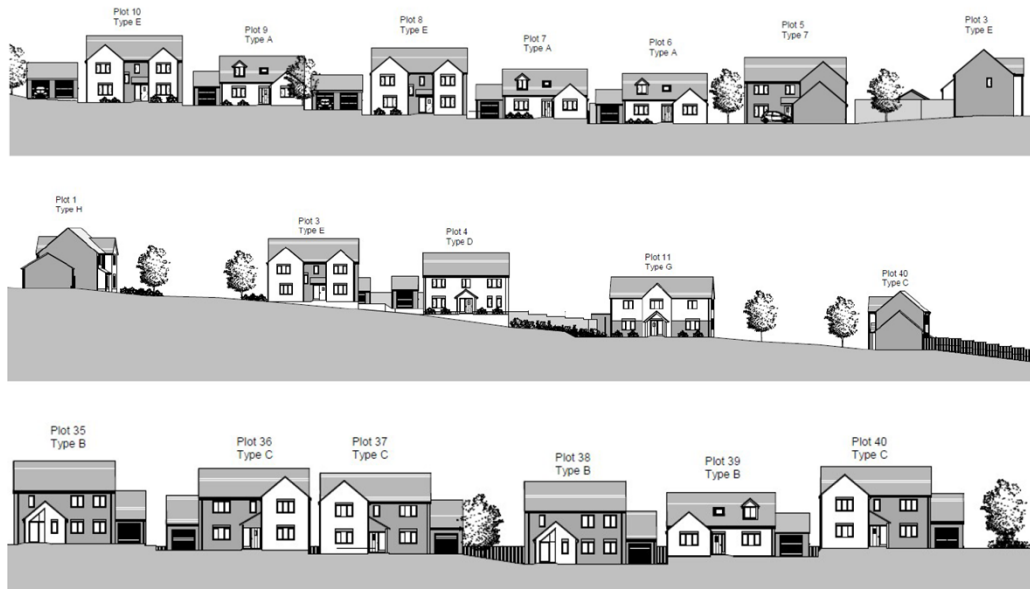 Plot 10
Type E
Plot 9
Type A
Plot 8
Type E
Plot 7
Type A
Plot 6
Type A
Plot 5
Type 7
Plot 3
Type E
Plot 1
Type H
Plot 3
Type E
Plot 4
Type D
Plot 11
Type G
Plot 40
Type C
Plot 35
Type B
Plot 36
Type C
Plot 37
Type C
Plot 38
Type B
Plot 39
Type B
Plot 40
Type C